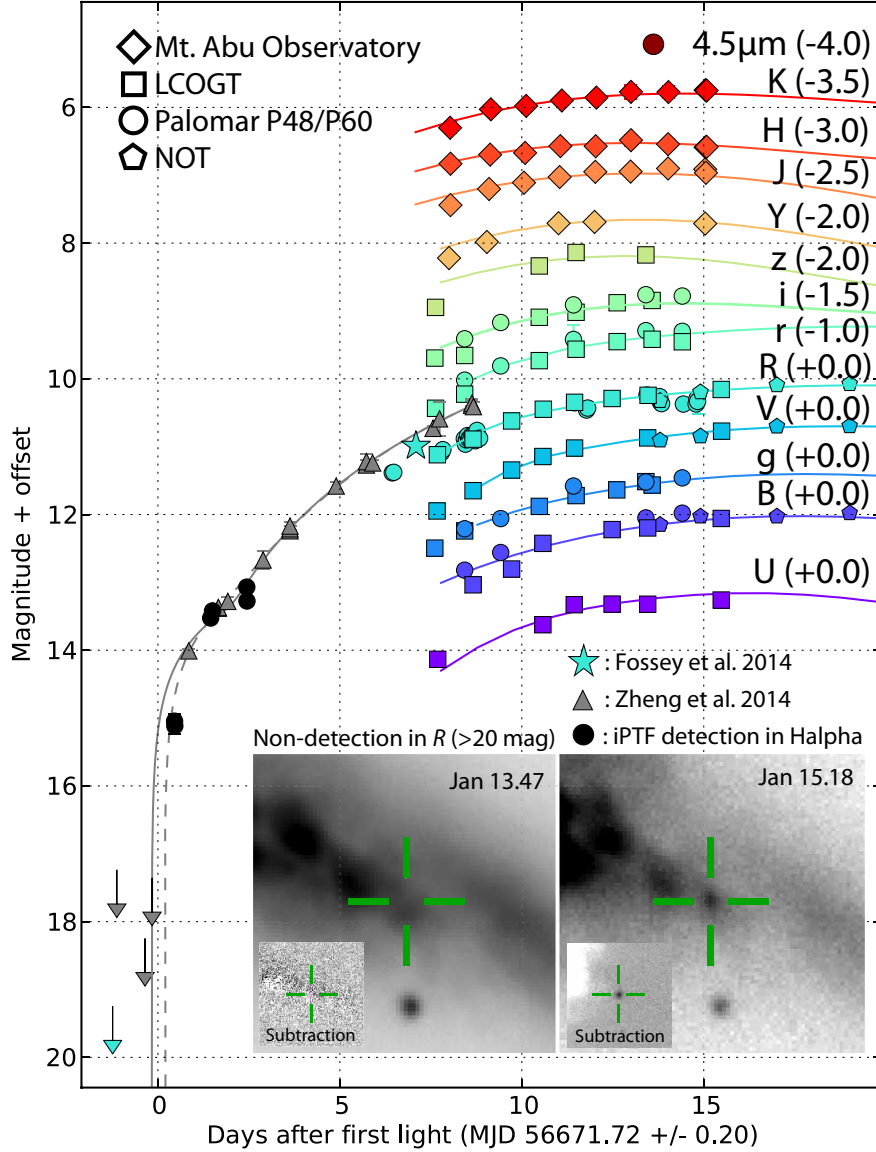 Mt. Abu Observatory
LCOGT
Palomar P48/P60
NOT
4.5μm (-4.0)
K (-3.5)
H (-3.0)
J (-2.5)
Y (-2.0)
z (-2.0)
i (-1.5)
r (-1.0)
R (+0.0)
V (+0.0)
g (+0.0)
B (+0.0)
U (+0.0)
6
8
10
12
14
16
18
20
Magnitude + offset
: Fossey et al. 2014
: Zheng et al. 2014
: iPTF detection in Halpha
Non-detection in R (>20 mag)
Jan 13.47
Jan 15.18
Subtraction
Subtraction
0
5
10
15
Days after first light (MJD 56671.72 +/- 0.20)